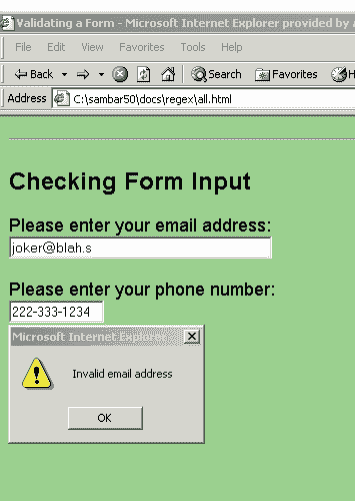 Validating a Form - Microsoft Internet Explorer provided by
File Edit View Favorites Tools Help
Back Search Favorites
Address C:\sambar50\docs\regex\all.html
Checking Form Input
Please enter your email address:
joker@blah.s
Please enter your phone number:
222-333-1234
Microsoft Internet Explorer
Invalid email address
OK